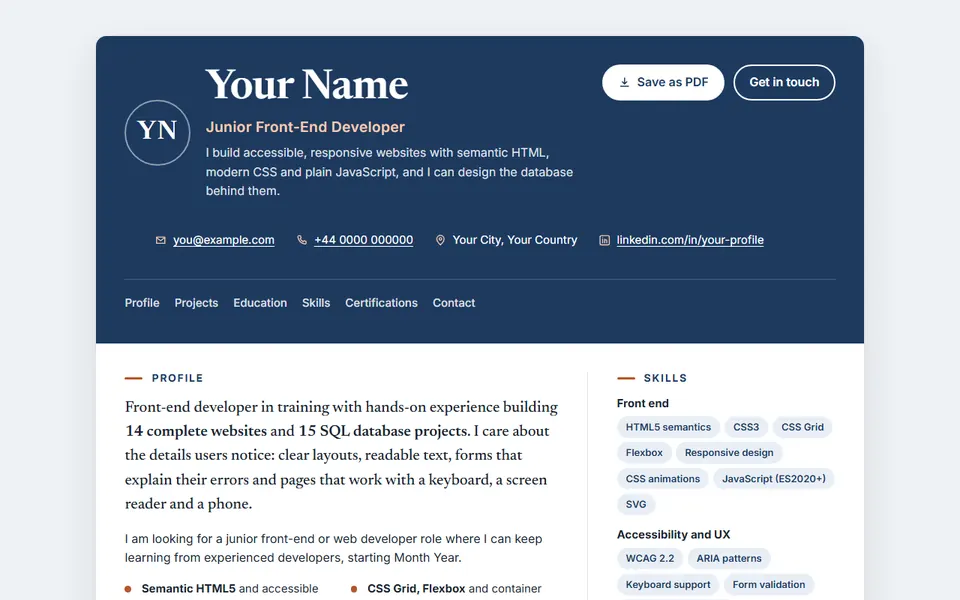 YN
Your Name
Junior Front-End Developer
I build accessible, responsive websites with semantic HTML,
modern CSS and plain JavaScript, and I can design the database
behind them.
Save as PDF
Get in touch
you@example.com
+44 0000 000000
Your City, Your Country
linkedin.com/in/your-profile
Profile Projects Education Skills Certifications Contact
PROFILE
Front-end developer in training with hands-on experience building
14 complete websites and 15 SQL database projects. I care about
the details users notice: clear layouts, readable text, forms that
explain their errors and pages that work with a keyboard, a screen
reader and a phone.
I am looking for a junior front-end or web developer role where I can keep
learning from experienced developers, starting Month Year.
Semantic HTML5 and accessible
CSS Grid, Flexbox and container
SKILLS
Front end
HTML5 semantics CSS3 CSS Grid
Flexbox Responsive design
CSS animations JavaScript (ES2020+)
SVG
Accessibility and UX
WCAG 2.2 ARIA patterns
Keyboard support Form validation